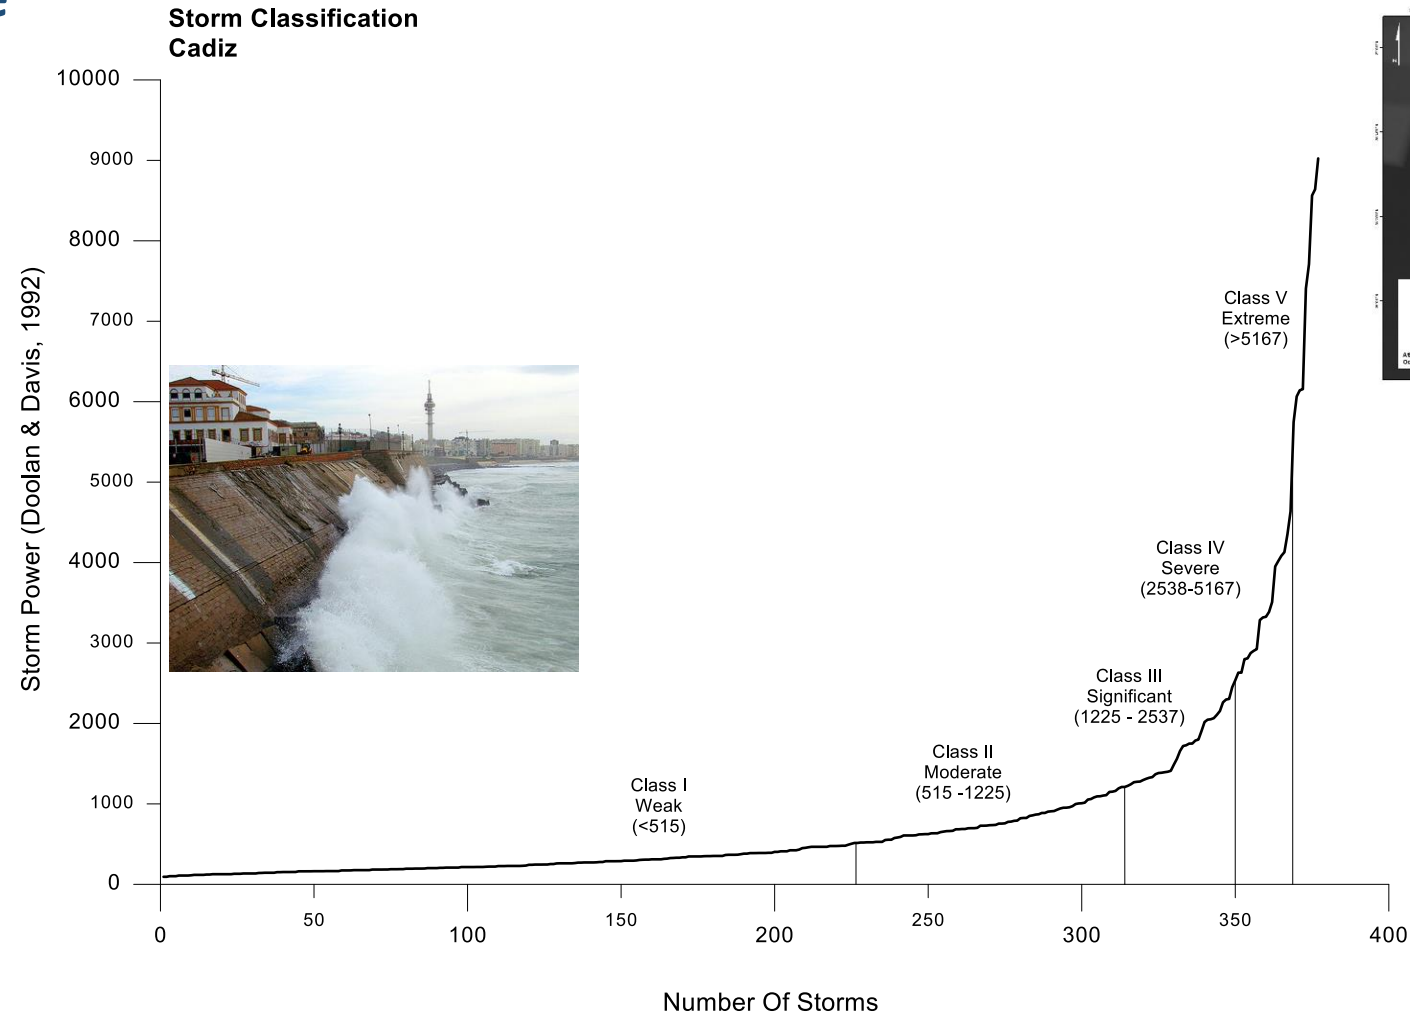 Storm Classification
Cadiz
10000
9000
8000
7000
6000
5000
4000
3000
2000
1000
0
Storm Power (Doolan & Davis, 1992)
Class V
Extreme
(>5167)
Class IV
Severe
(2538-5167)
Class III
Significant
(1225 - 2537)
Class II
Moderate
(515 -1225)
Class I
Weak
(<515)
0
50
100
150
200
250
300
350
400
Number Of Storms